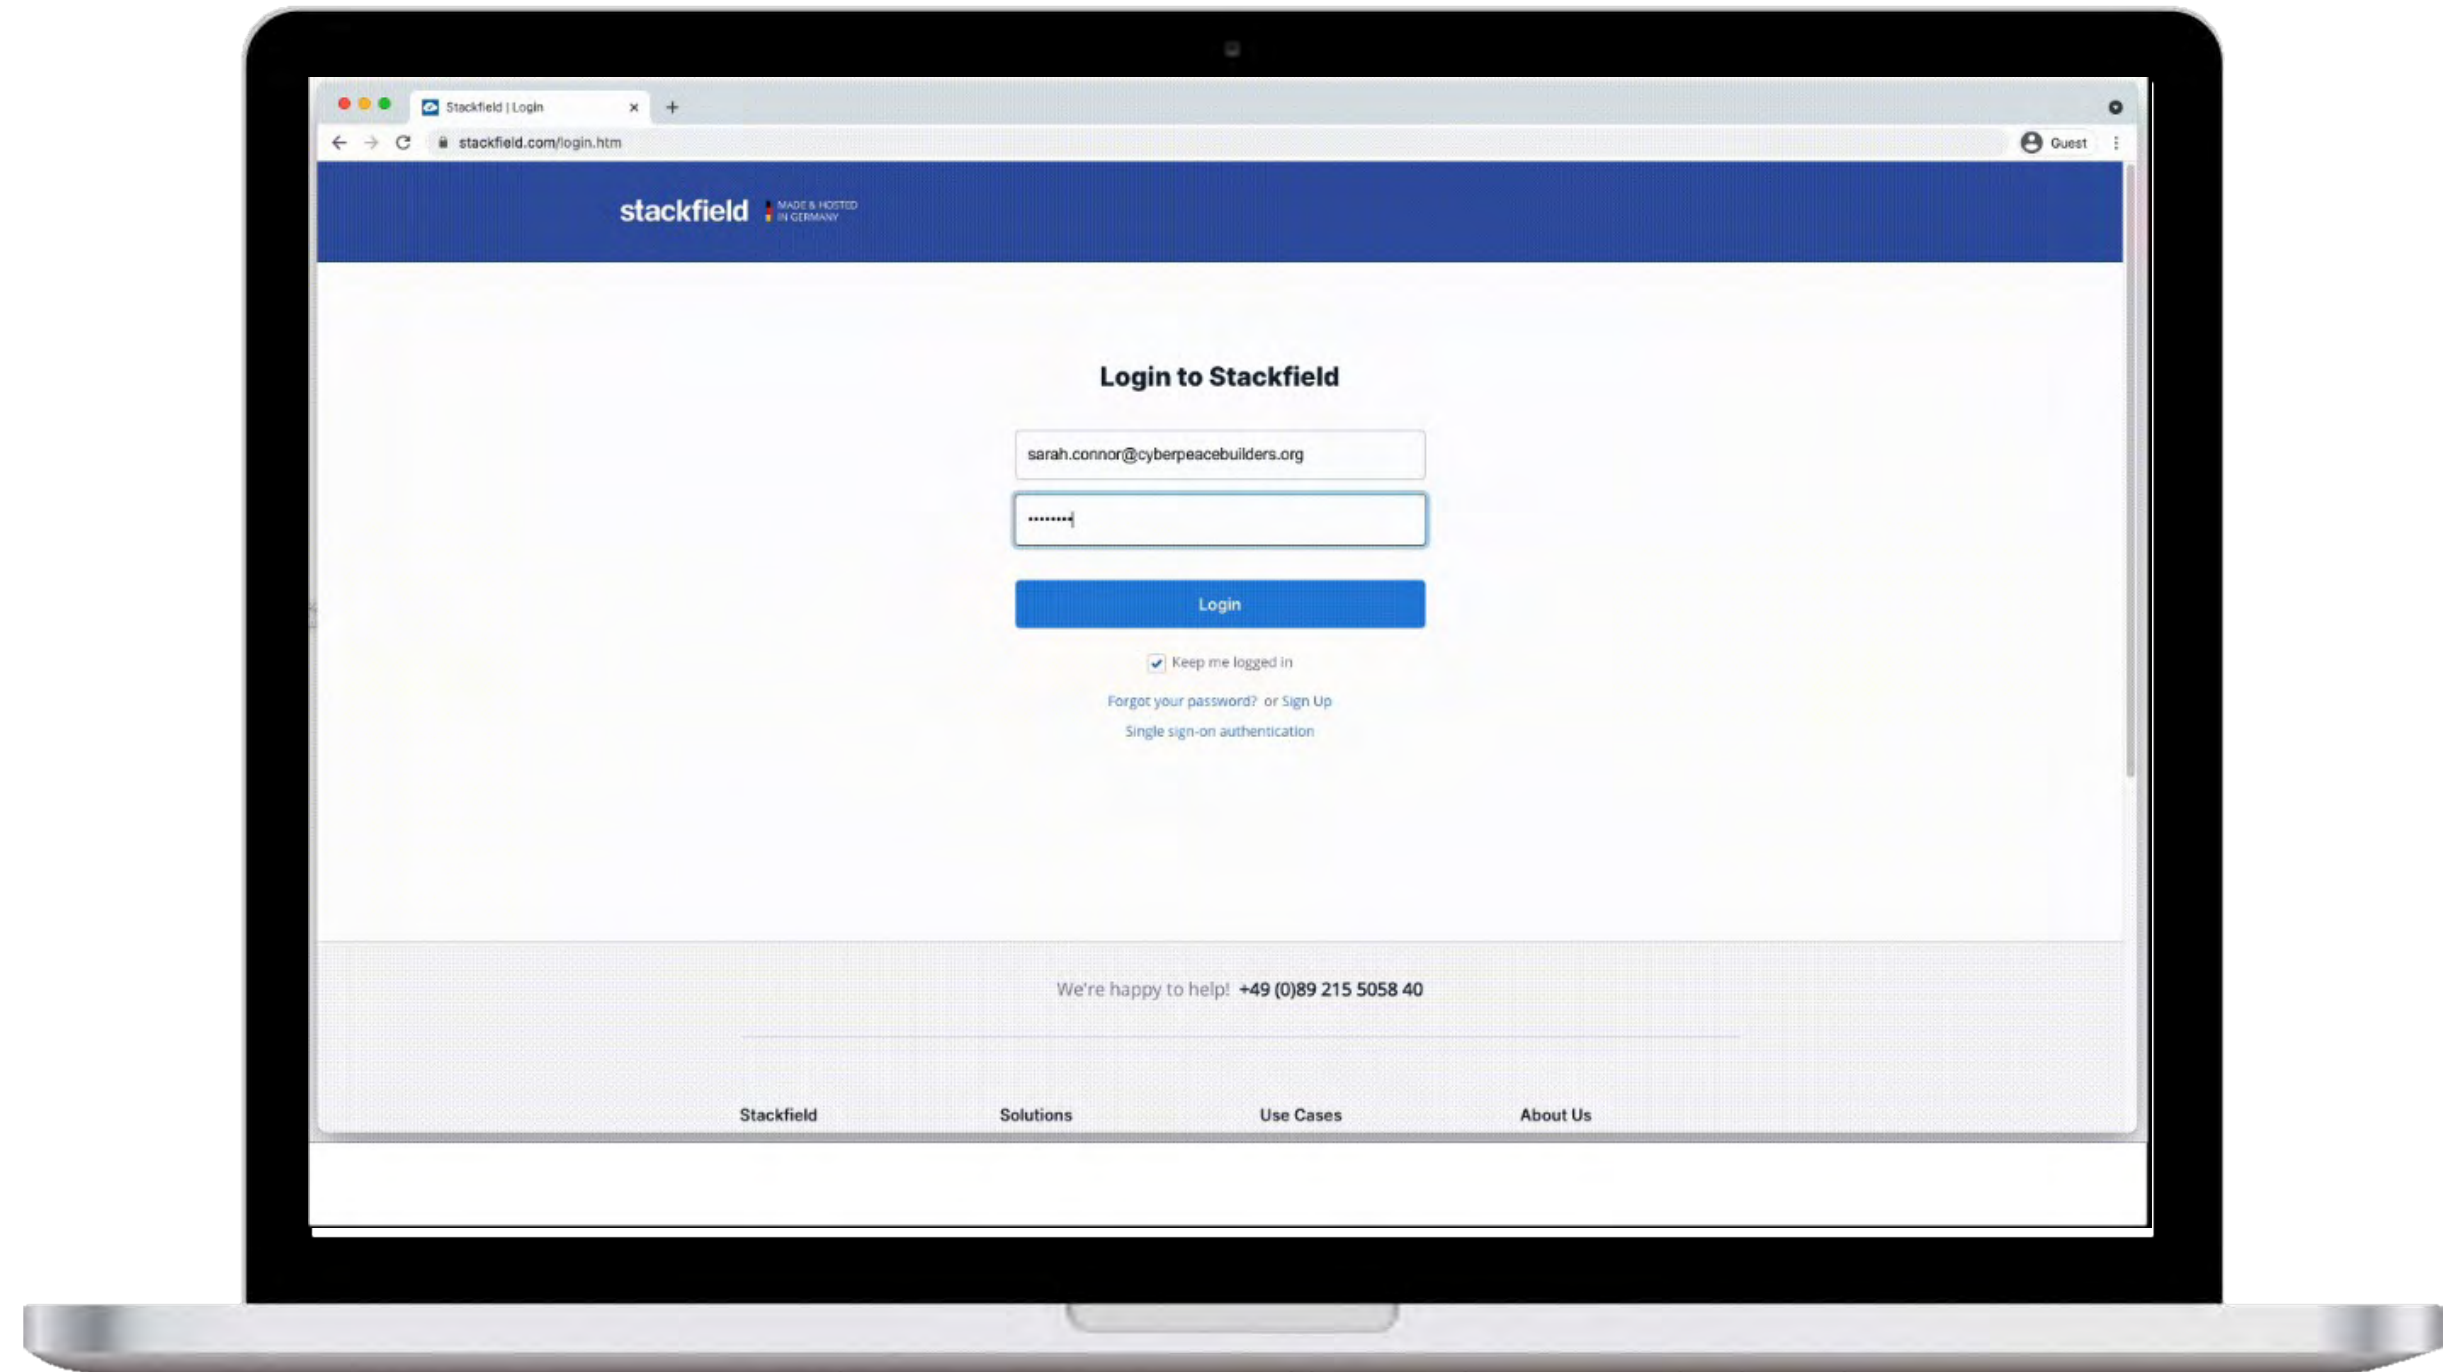 Stackfield | Login
stackfield.com/login.htm
Guest
stackfield
MADE & HOSTED
IN GERMANY
Login to Stackfield
sarah.connor@cyberpeacebuilders.org
Login
Keep me logged in
Forgot your password? or Sign Up
Single sign-on authentication
We're happy to help! +49 (0)89 215 5058 40
Stackfield Solutions Use Cases About Us